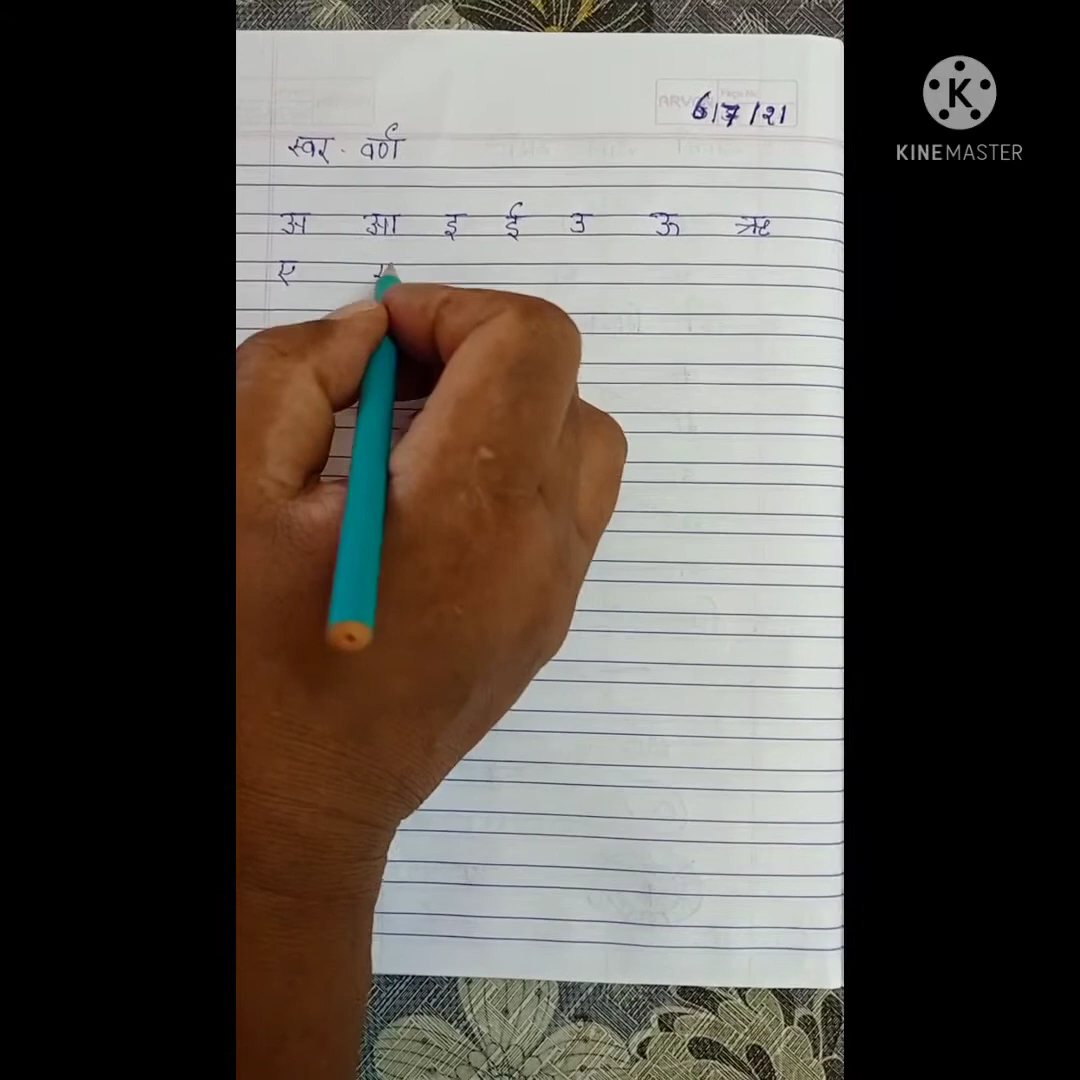 6/7/21
K
KINEMASTER
स्वर वर्ण
अ आ इ ई उ ऊ ऋ
ए